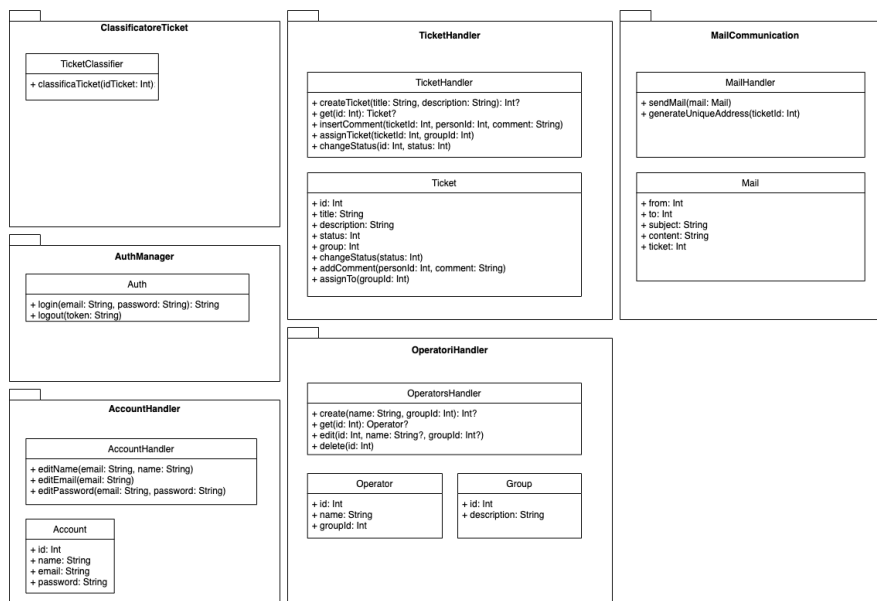 ClassificatoreTicket
TicketClassifier
+ classificaTicket(idTicket: Int)
AuthManager
Auth
+ login(email: String, password: String): String
+ logout(token: String)
AccountHandler
AccountHandler
+ editName(email: String, name: String)
+ editEmail(email: String)
+ editPassword(email: String, password: String)
Account
+ id: Int
+ name: String
+ email: String
+ password: String
TicketHandler
TicketHandler
+ createTicket(title: String, description: String): Int?
+ get(id: Int): Ticket?
+ insertComment(ticketId: Int, personId: Int, comment: String)
+ assignTicket(ticketId: Int, groupId: Int)
+ changeStatus(id: Int, status: Int)
Ticket
+ id: Int
+ title: String
+ description: String
+ status: Int
+ group: Int
+ changeStatus(status: Int)
+ addComment(personId: Int, comment: String)
+ assignTo(groupId: Int)
OperatoriHandler
OperatorsHandler
+ create(name: String, groupId: Int): Int?
+ get(id: Int): Operator?
+ edit(id: Int, name: String?, groupId: Int?)
+ delete(id: Int)
Operator
+ id: Int
+ name: String
+ groupId: Int
Group
+ id: Int
+ description: String
MailCommunication
MailHandler
+ sendMail(mail: Mail)
+ generateUniqueAddress(ticketId: Int)
Mail
+ from: Int
+ to: Int
+ subject: String
+ content: String
+ ticket: Int